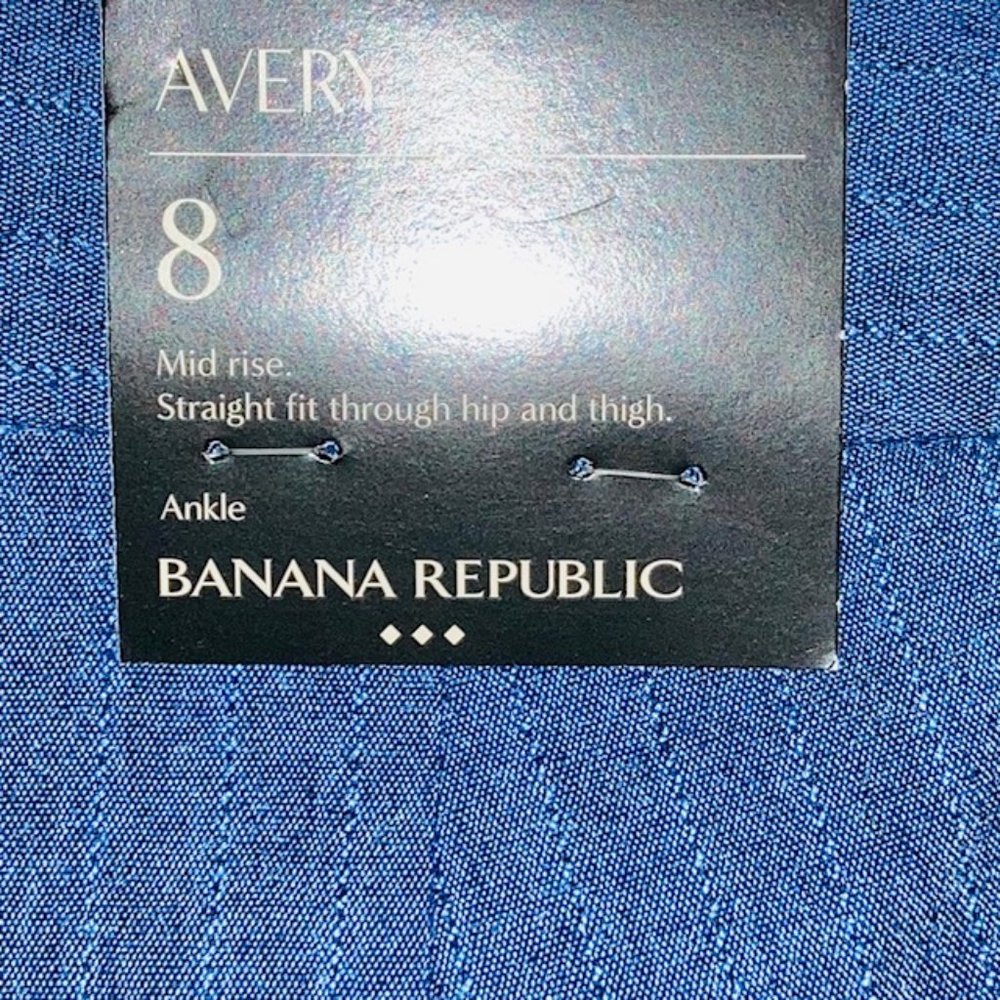 AVERY
8
Mid rise.
Straight fit through hip and thigh.
Ankle
BANANA REPUBLIC